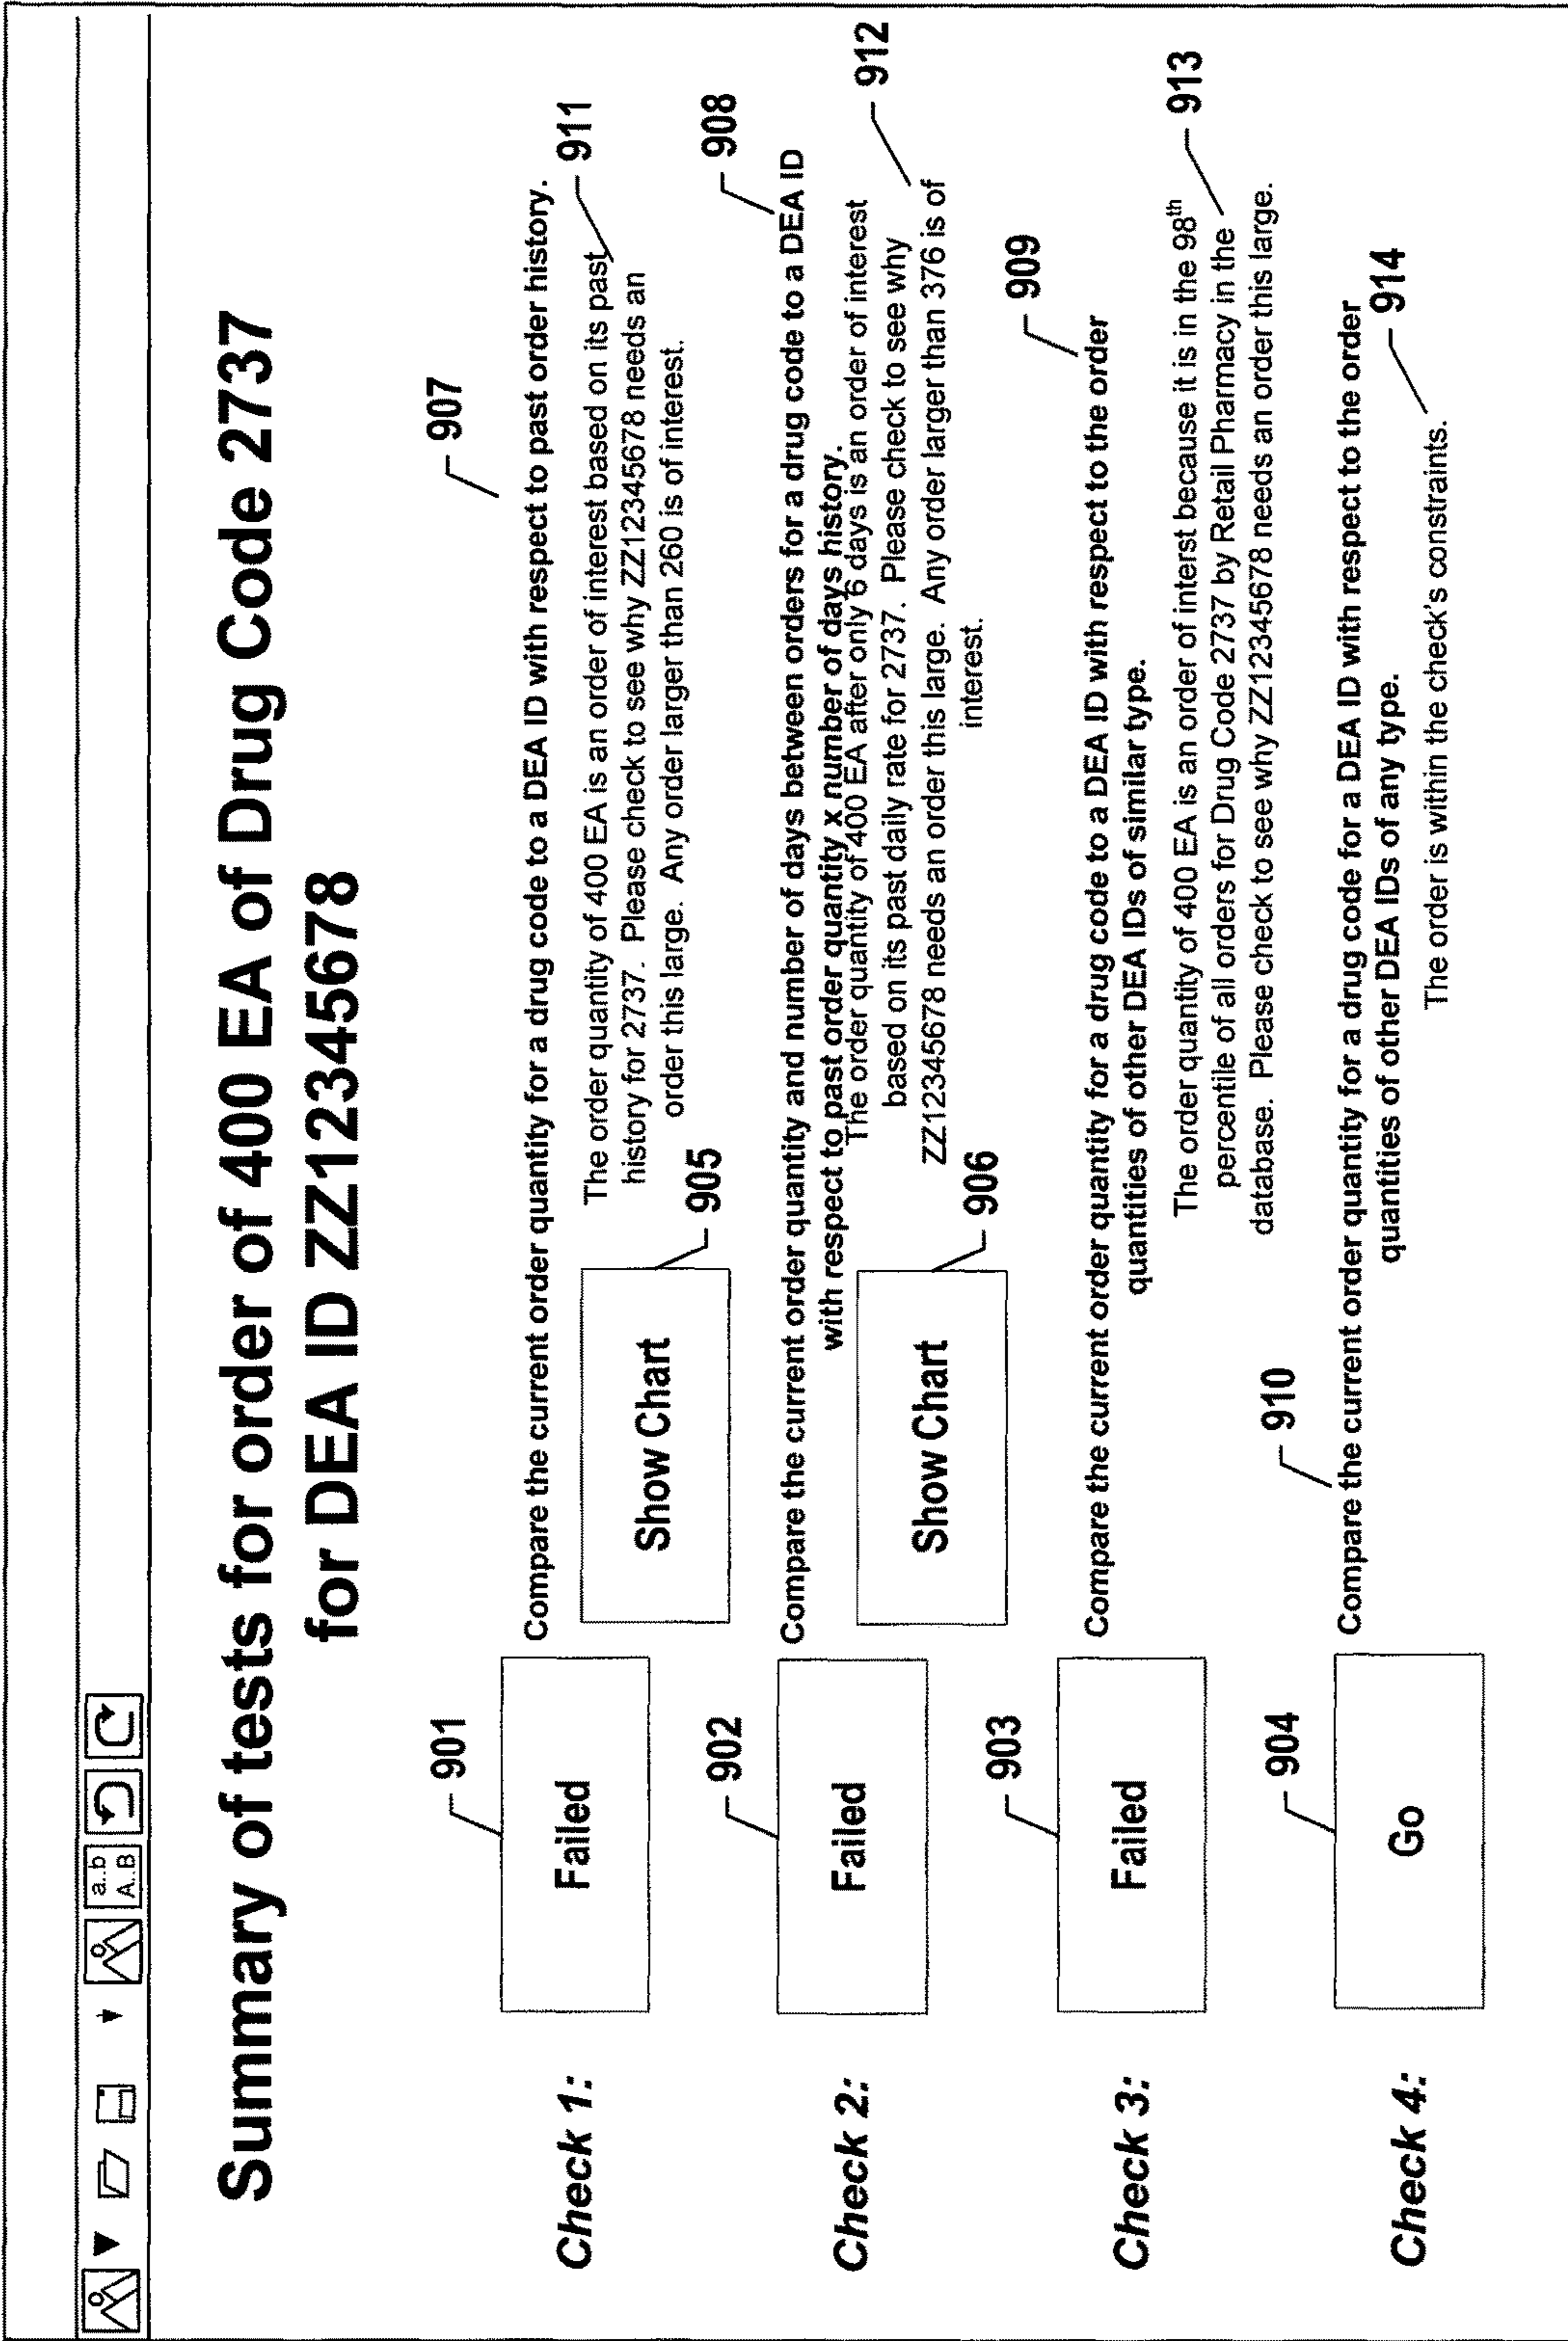 a..b
A..B
Summary of tests for order of 400 EA of Drug Code 2737
for DEA ID ZZ12345678
907
901
Check 1:
Failed
Compare the current order quantity for a drug code to a DEA ID with respect to past order history.
911
Show Chart
905
The order quantity of 400 EA is an order of interest based on its past
history for 2737. Please check to see why ZZ12345678 needs an
order this large. Any order larger than 260 is of interest.
908
902
Check 2:
Failed
Compare the current order quantity and number of days between orders for a drug code to a DEA ID
with respect to past order quantity x number of days history.
912
Show Chart
906
The order quantity of 400 EA after only 6 days is an order of interest
based on its past daily rate for 2737. Please check to see why
ZZ12345678 needs an order this large. Any order larger than 376 is of
interest.
909
903
Check 3:
Failed
Compare the current order quantity for a drug code to a DEA ID with respect to the order
quantities of other DEA IDs of similar type.
913
The order quantity of 400 EA is an order of interst because it is in the 98th
percentile of all orders for Drug Code 2737 by Retail Pharmacy in the
database. Please check to see why ZZ12345678 needs an order this large.
910
904
Check 4:
Go
Compare the current order quantity for a drug code for a DEA ID with respect to the order
quantities of other DEA IDs of any type.
914
The order is within the check's constraints.